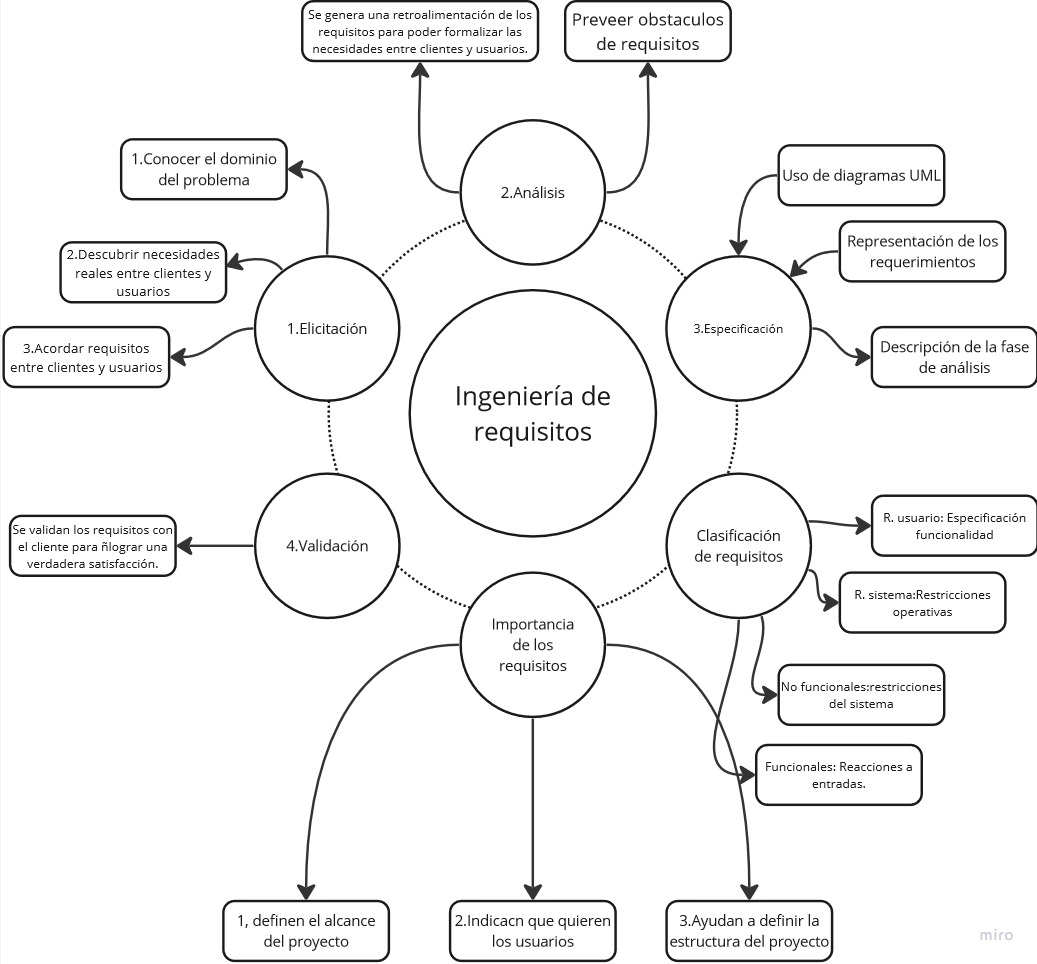 Se genera una retroalimentación de los
requisitos para poder formalizar las
necesidades entre clientes y usuarios.
Preveer obstaculos
de requisitos
1.Conocer el dominio
del problema
2.Análisis
Uso de diagramas UML
2.Descubrir necesidades
reales entre clientes y
usuarios
Representación de los
requerimientos
1.Elicitación
3.Especificación
3.Acordar requisitos
entre clientes y usuarios
Descripción de la fase
de análisis
Ingeniería de
requisitos
Se validan los requisitos con
el cliente para ñlograr una
verdadera satisfacción.
4.Validación
Clasificación
de requisitos
R. usuario: Especificación
funcionalidad
R. sistema:Restricciones
operativas
Importancia
de los
requisitos
No funcionales:restricciones
del sistema
Funcionales: Reacciones a
entradas.
1, definen el alcance
del proyecto
2.Indicacn que quieren
los usuarios
3.Ayudan a definir la
estructura del proyecto
miro